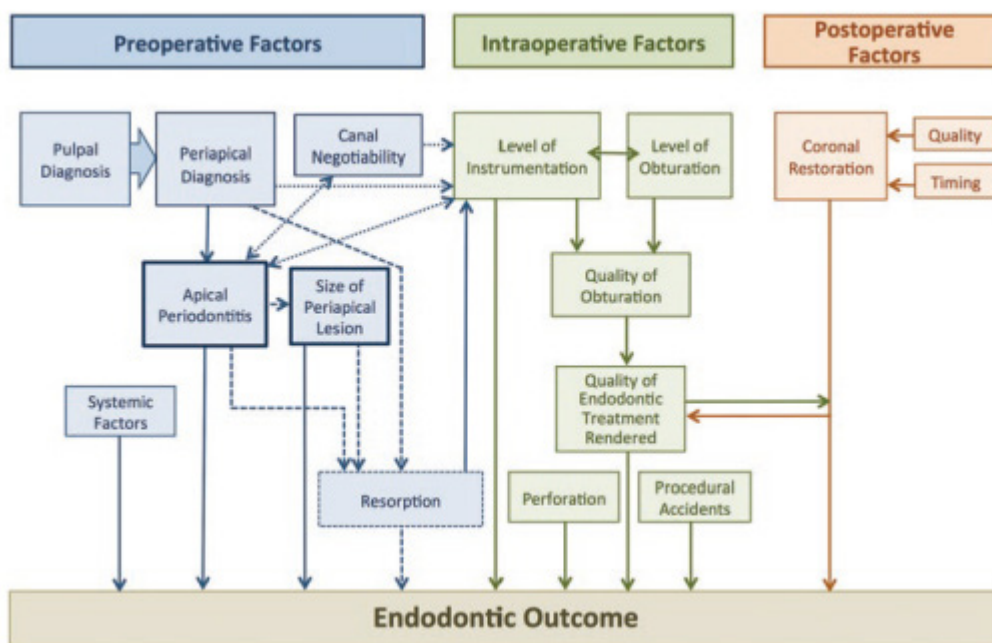 Preoperative Factors
Intraoperative Factors
Postoperative
Factors
Pulpal
Diagnosis
Periapical
Diagnosis
Canal
Negotiability
Level of
Instrumentation
Level of
Obturation
Coronal
Restoration
Quality
Timing
Apical
Periodontitis
Size of
Periapical
Lesion
Quality of
Obturation
Systemic
Factors
Quality of
Endodontic
Treatment
Rendered
Resorption
Perforation
Procedural
Accidents
Endodontic Outcome